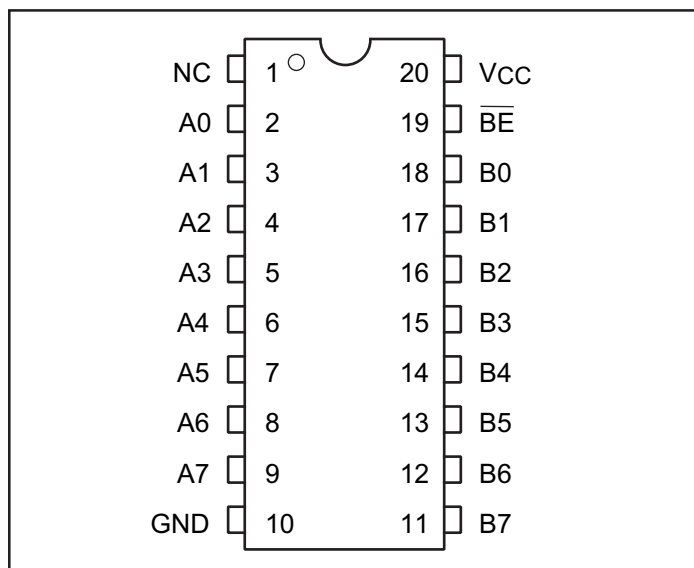 NC 1 20 VCC
A0 2 19 B̅E̅
A1 3 18 B0
A2 4 17 B1
A3 5 16 B2
A4 6 15 B3
A5 7 14 B4
A6 8 13 B5
A7 9 12 B6
GND 10 11 B7